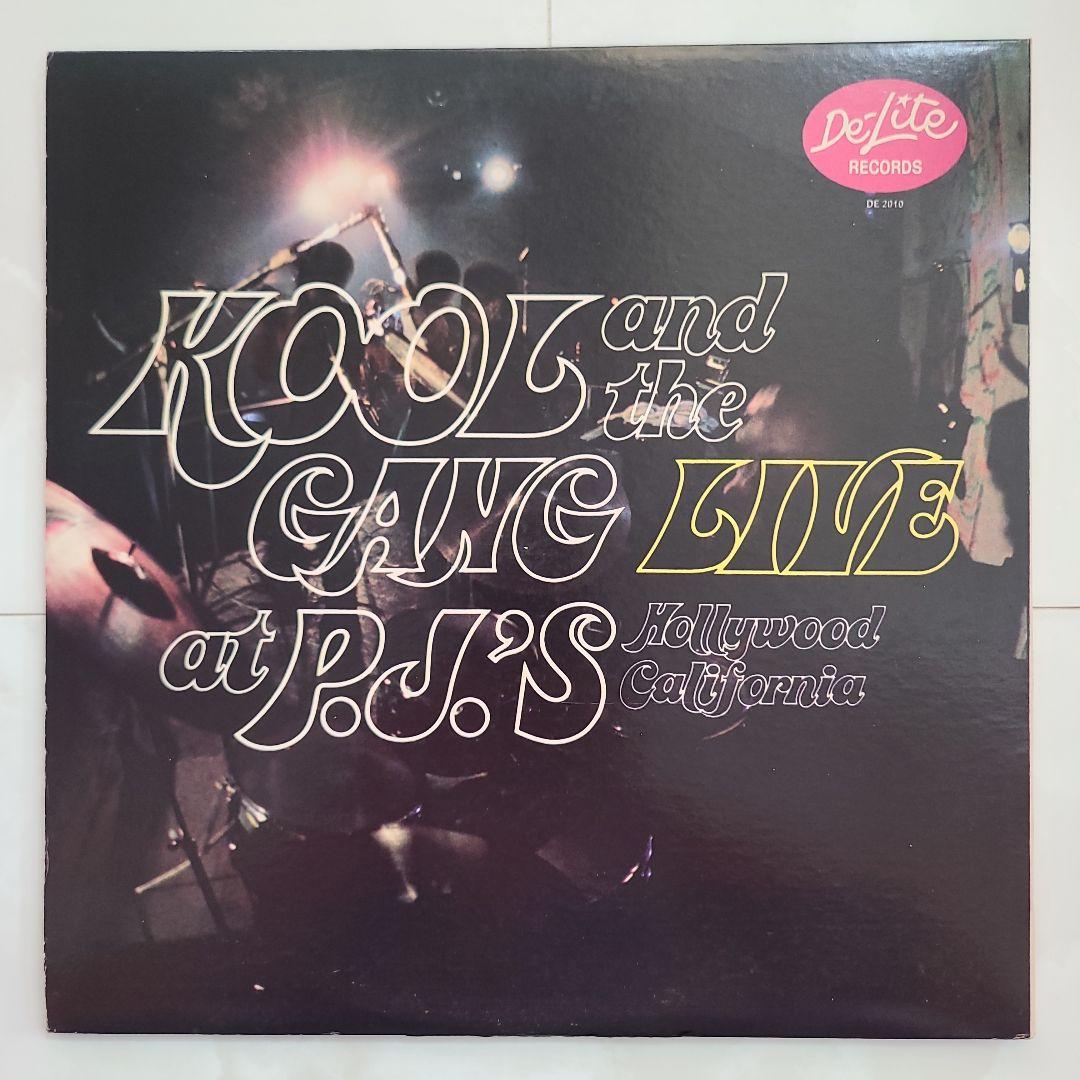 De-Lite
RECORDS
DE 2010
KOOL and the
GANG LIVE
at P.J.'S Hollywood
California